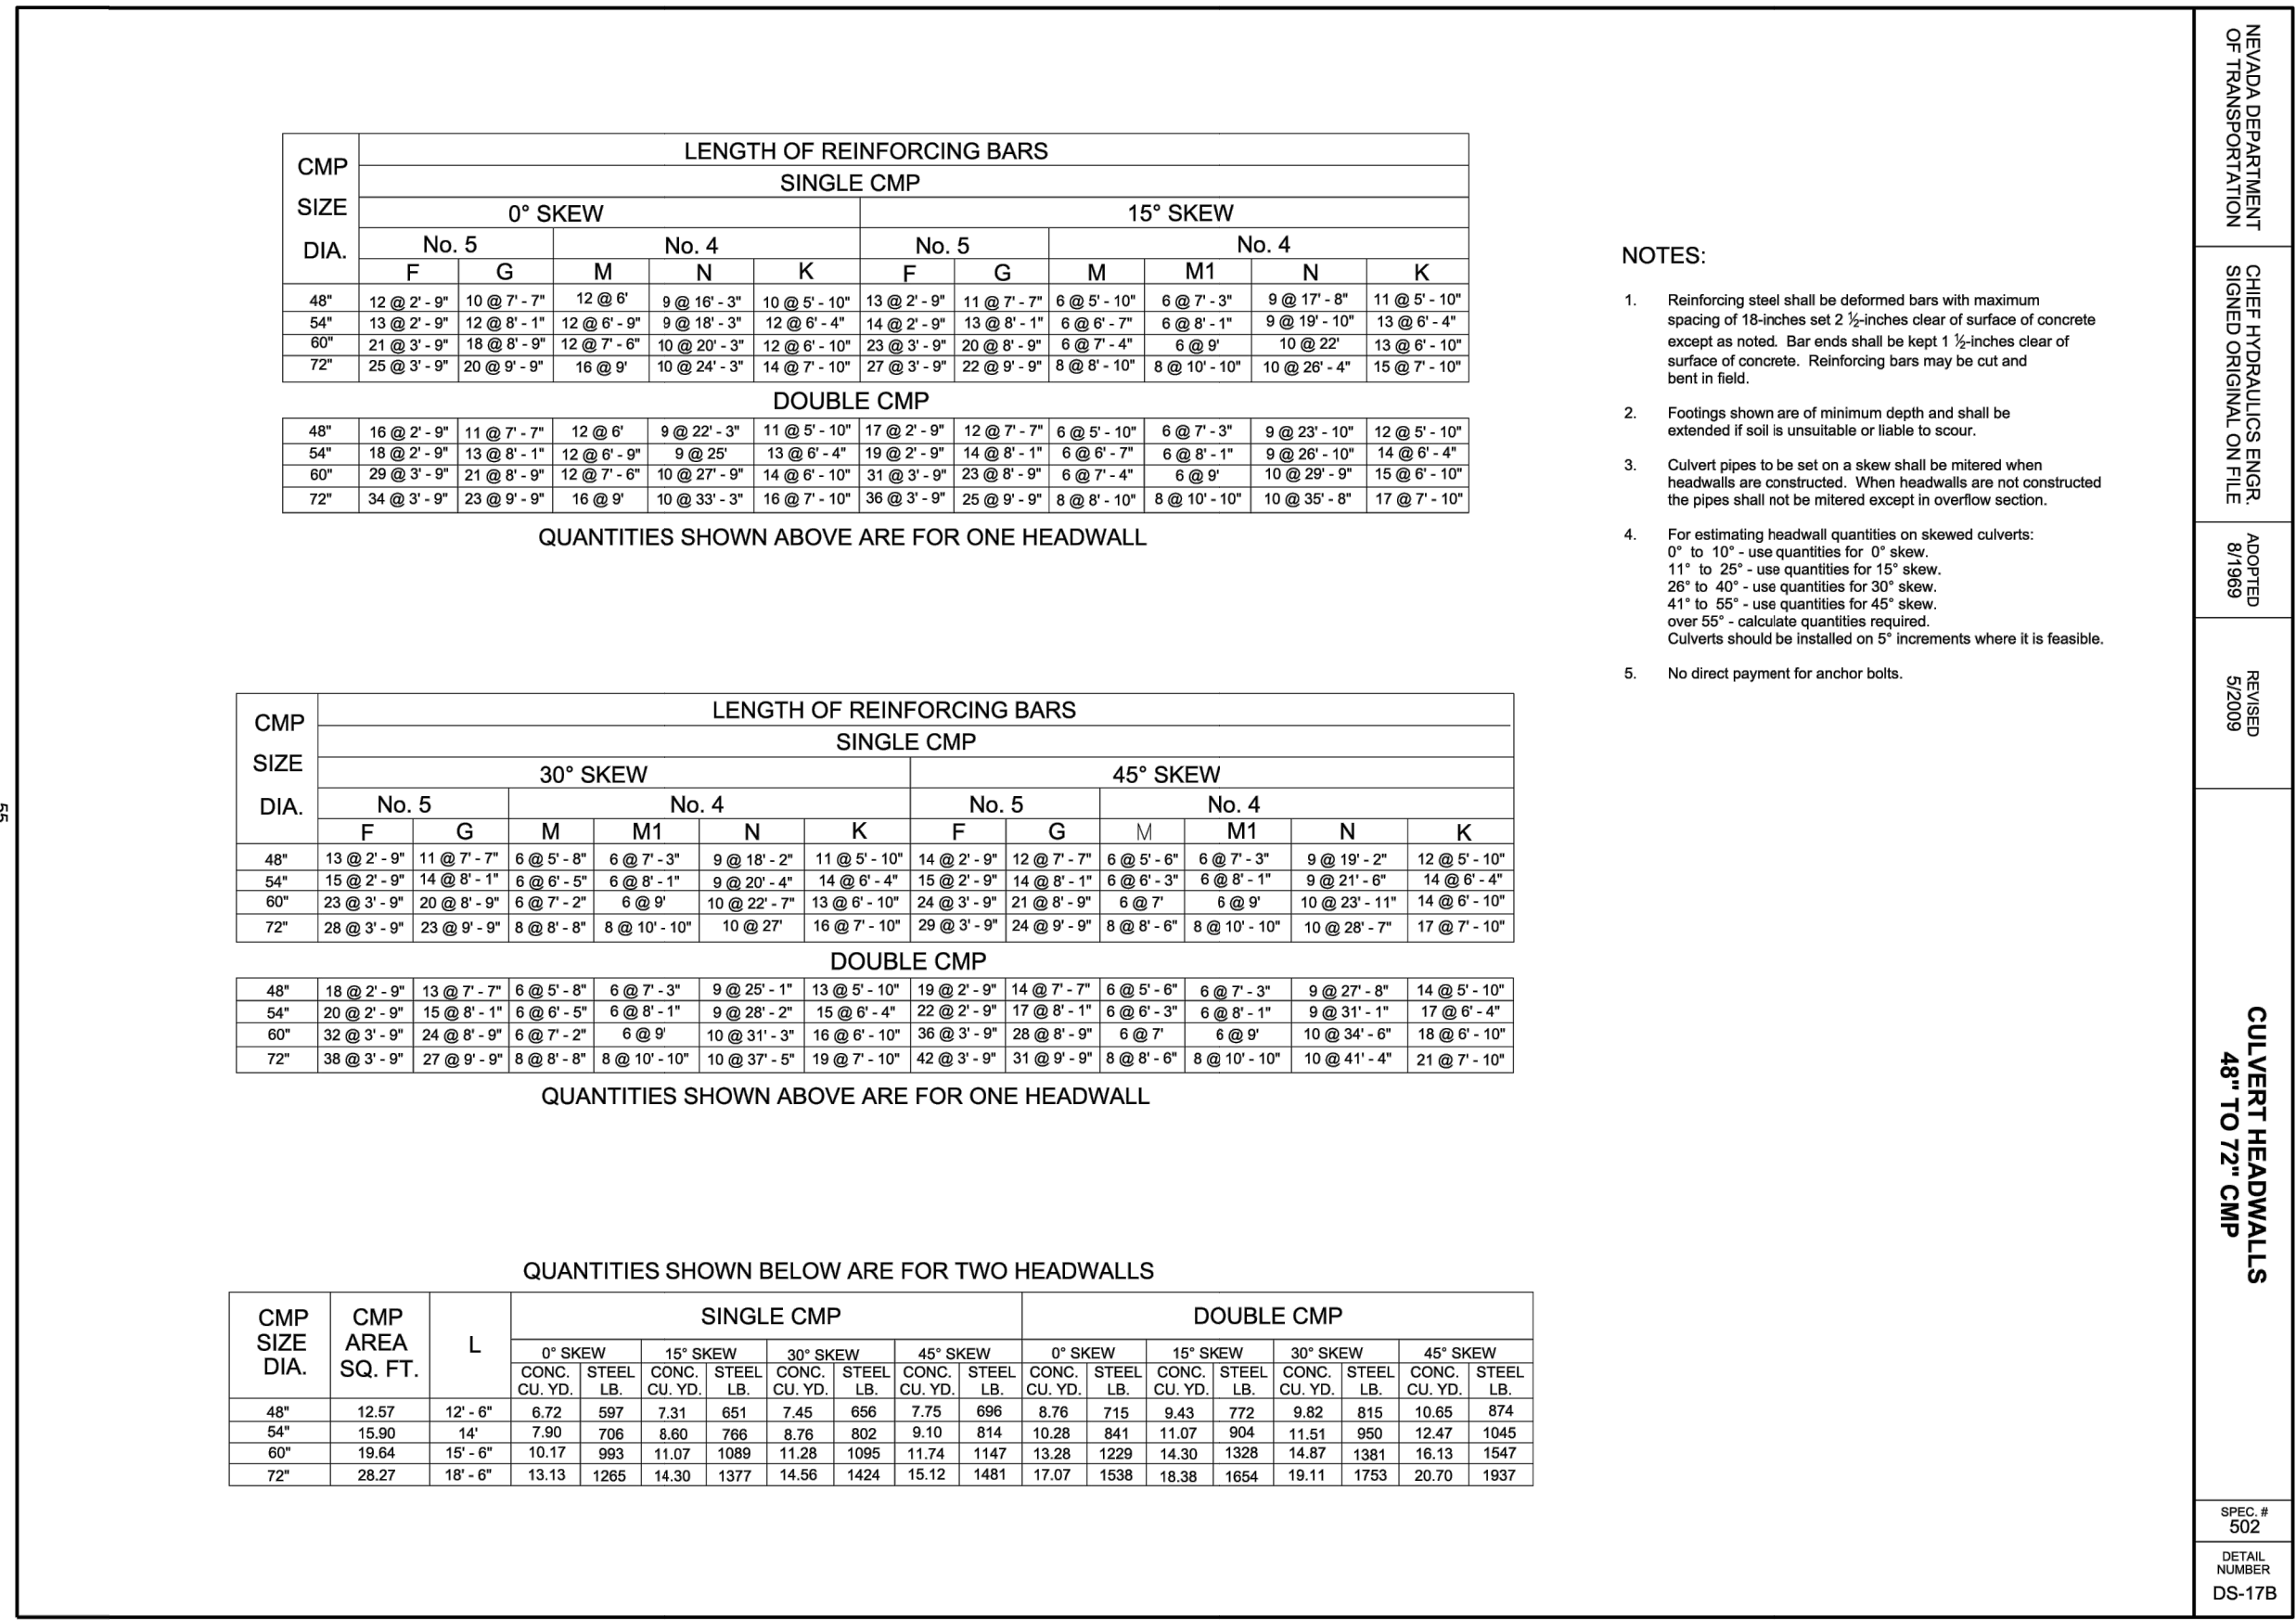 LENGTH OF REINFORCING BARS
CMP SIZE DIA.
SINGLE CMP
0° SKEW 15° SKEW
No. 5 No. 4 No. 5 No. 4
F G M N K F G M M1 N K
48" 12 @ 2' - 9" 10 @ 7' - 7" 12 @ 6' 9 @ 16' - 3" 10 @ 5' - 10" 13 @ 2' - 9" 11 @ 7' - 7" 6 @ 5' - 10" 6 @ 7' - 3" 9 @ 17' - 8" 11 @ 5' - 10"
54" 13 @ 2' - 9" 12 @ 8' - 1" 12 @ 6' - 9" 9 @ 18' - 3" 12 @ 6' - 4" 14 @ 2' - 9" 13 @ 8' - 1" 6 @ 6' - 7" 6 @ 8' - 1" 9 @ 19' - 10" 13 @ 6' - 4"
60" 21 @ 3' - 9" 18 @ 8' - 9" 12 @ 7' - 6" 10 @ 20' - 3" 12 @ 6' - 10" 23 @ 3' - 9" 20 @ 8' - 9" 6 @ 7' - 4" 6 @ 9' 10 @ 22' 13 @ 6' - 10"
72" 25 @ 3' - 9" 20 @ 9' - 9" 16 @ 9' 10 @ 24' - 3" 14 @ 7' - 10" 27 @ 3' - 9" 22 @ 9' - 9" 8 @ 8' - 10" 8 @ 10' - 10" 10 @ 26' - 4" 15 @ 7' - 10"
DOUBLE CMP
48" 16 @ 2' - 9" 11 @ 7' - 7" 12 @ 6' 9 @ 22' - 3" 11 @ 5' - 10" 17 @ 2' - 9" 12 @ 7' - 7" 6 @ 5' - 10" 6 @ 7' - 3" 9 @ 23' - 10" 12 @ 5' - 10"
54" 18 @ 2' - 9" 13 @ 8' - 1" 12 @ 6' - 9" 9 @ 25' 13 @ 6' - 4" 19 @ 2' - 9" 14 @ 8' - 1" 6 @ 6' - 7" 6 @ 8' - 1" 9 @ 26' - 10" 14 @ 6' - 4"
60" 29 @ 3' - 9" 21 @ 8' - 9" 12 @ 7' - 6" 10 @ 27' - 9" 14 @ 6' - 10" 31 @ 3' - 9" 23 @ 8' - 9" 6 @ 7' - 4" 6 @ 9' 10 @ 29' - 9" 15 @ 6' - 10"
72" 34 @ 3' - 9" 23 @ 9' - 9" 16 @ 9' 10 @ 33' - 3" 16 @ 7' - 10" 36 @ 3' - 9" 25 @ 9' - 9" 8 @ 8' - 10" 8 @ 10' - 10" 10 @ 35' - 8" 17 @ 7' - 10"
QUANTITIES SHOWN ABOVE ARE FOR ONE HEADWALL
LENGTH OF REINFORCING BARS
CMP SIZE DIA.
SINGLE CMP
30° SKEW 45° SKEW
No. 5 No. 4 No. 5 No. 4
F G M M1 N K F G M M1 N K
48" 13 @ 2' - 9" 11 @ 7' - 7" 6 @ 5' - 8" 6 @ 7' - 3" 9 @ 18' - 2" 11 @ 5' - 10" 14 @ 2' - 9" 12 @ 7' - 7" 6 @ 5' - 6" 6 @ 7' - 3" 9 @ 19' - 2" 12 @ 5' - 10"
54" 15 @ 2' - 9" 14 @ 8' - 1" 6 @ 6' - 5" 6 @ 8' - 1" 9 @ 20' - 4" 14 @ 6' - 4" 15 @ 2' - 9" 14 @ 8' - 1" 6 @ 6' - 3" 6 @ 8' - 1" 9 @ 21' - 6" 14 @ 6' - 4"
60" 23 @ 3' - 9" 20 @ 8' - 9" 6 @ 7' - 2" 6 @ 9' 10 @ 22' - 7" 13 @ 6' - 10" 24 @ 3' - 9" 21 @ 8' - 9" 6 @ 7' 6 @ 9' 10 @ 23' - 11" 14 @ 6' - 10"
72" 28 @ 3' - 9" 23 @ 9' - 9" 8 @ 8' - 8" 8 @ 10' - 10" 10 @ 27' 16 @ 7' - 10" 29 @ 3' - 9" 24 @ 9' - 9" 8 @ 8' - 6" 8 @ 10' - 10" 10 @ 28' - 7" 17 @ 7' - 10"
DOUBLE CMP
48" 18 @ 2' - 9" 13 @ 7' - 7" 6 @ 5' - 8" 6 @ 7' - 3" 9 @ 25' - 1" 13 @ 5' - 10" 19 @ 2' - 9" 14 @ 7' - 7" 6 @ 5' - 6" 6 @ 7' - 3" 9 @ 27' - 8" 14 @ 5' - 10"
54" 20 @ 2' - 9" 15 @ 8' - 1" 6 @ 6' - 5" 6 @ 8' - 1" 9 @ 28' - 2" 15 @ 6' - 4" 22 @ 2' - 9" 17 @ 8' - 1" 6 @ 6' - 3" 6 @ 8' - 1" 9 @ 31' - 1" 17 @ 6' - 4"
60" 32 @ 3' - 9" 24 @ 8' - 9" 6 @ 7' - 2" 6 @ 9' 10 @ 31' - 3" 16 @ 6' - 10" 36 @ 3' - 9" 28 @ 8' - 9" 6 @ 7' 6 @ 9' 10 @ 34' - 6" 18 @ 6' - 10"
72" 38 @ 3' - 9" 27 @ 9' - 9" 8 @ 8' - 8" 8 @ 10' - 10" 10 @ 37' - 5" 19 @ 7' - 10" 42 @ 3' - 9" 31 @ 9' - 9" 8 @ 8' - 6" 8 @ 10' - 10" 10 @ 41' - 4" 21 @ 7' - 10"
QUANTITIES SHOWN ABOVE ARE FOR ONE HEADWALL
QUANTITIES SHOWN BELOW ARE FOR TWO HEADWALLS
CMP SIZE DIA. CMP AREA SQ. FT. L SINGLE CMP DOUBLE CMP
0° SKEW 15° SKEW 30° SKEW 45° SKEW 0° SKEW 15° SKEW 30° SKEW 45° SKEW
CONC. STEEL CONC. STEEL CONC. STEEL CONC. STEEL CONC. STEEL CONC. STEEL CONC. STEEL CONC. STEEL
CU. YD. LB. CU. YD. LB. CU. YD. LB. CU. YD. LB. CU. YD. LB. CU. YD. LB. CU. YD. LB. CU. YD. LB.
48" 12.57 12' - 6" 6.72 597 7.31 651 7.45 656 7.75 696 8.76 715 9.43 772 9.82 815 10.65 874
54" 15.90 14' 7.90 706 8.60 766 8.76 802 9.10 814 10.28 841 11.07 904 11.51 950 12.47 1045
60" 19.64 15' - 6" 10.17 993 11.07 1089 11.28 1095 11.74 1147 13.28 1229 14.30 1328 14.87 1381 16.13 1547
72" 28.27 18' - 6" 13.13 1265 14.30 1377 14.56 1424 15.12 1481 17.07 1538 18.38 1654 19.11 1753 20.70 1937
NOTES:
1. Reinforcing steel shall be deformed bars with maximum
spacing of 18-inches set 2 ½-inches clear of surface of concrete
except as noted. Bar ends shall be kept 1 ½-inches clear of
surface of concrete. Reinforcing bars may be cut and
bent in field.
2. Footings shown are of minimum depth and shall be
extended if soil is unsuitable or liable to scour.
3. Culvert pipes to be set on a skew shall be mitered when
headwalls are constructed. When headwalls are not constructed
the pipes shall not be mitered except in overflow section.
4. For estimating headwall quantities on skewed culverts:
0° to 10° - use quantities for 0° skew.
11° to 25° - use quantities for 15° skew.
26° to 40° - use quantities for 30° skew.
41° to 55° - use quantities for 45° skew.
over 55° - calculate quantities required.
Culverts should be installed on 5° increments where it is feasible.
5. No direct payment for anchor bolts.
NEVADA DEPARTMENT
OF TRANSPORTATION
CHIEF HYDRAULICS ENGR.
SIGNED ORIGINAL ON FILE
ADOPTED
8/1969
REVISED
5/2009
CULVERT HEADWALLS
48" TO 72" CMP
SPEC. #
502
DETAIL
NUMBER
DS-17B
55